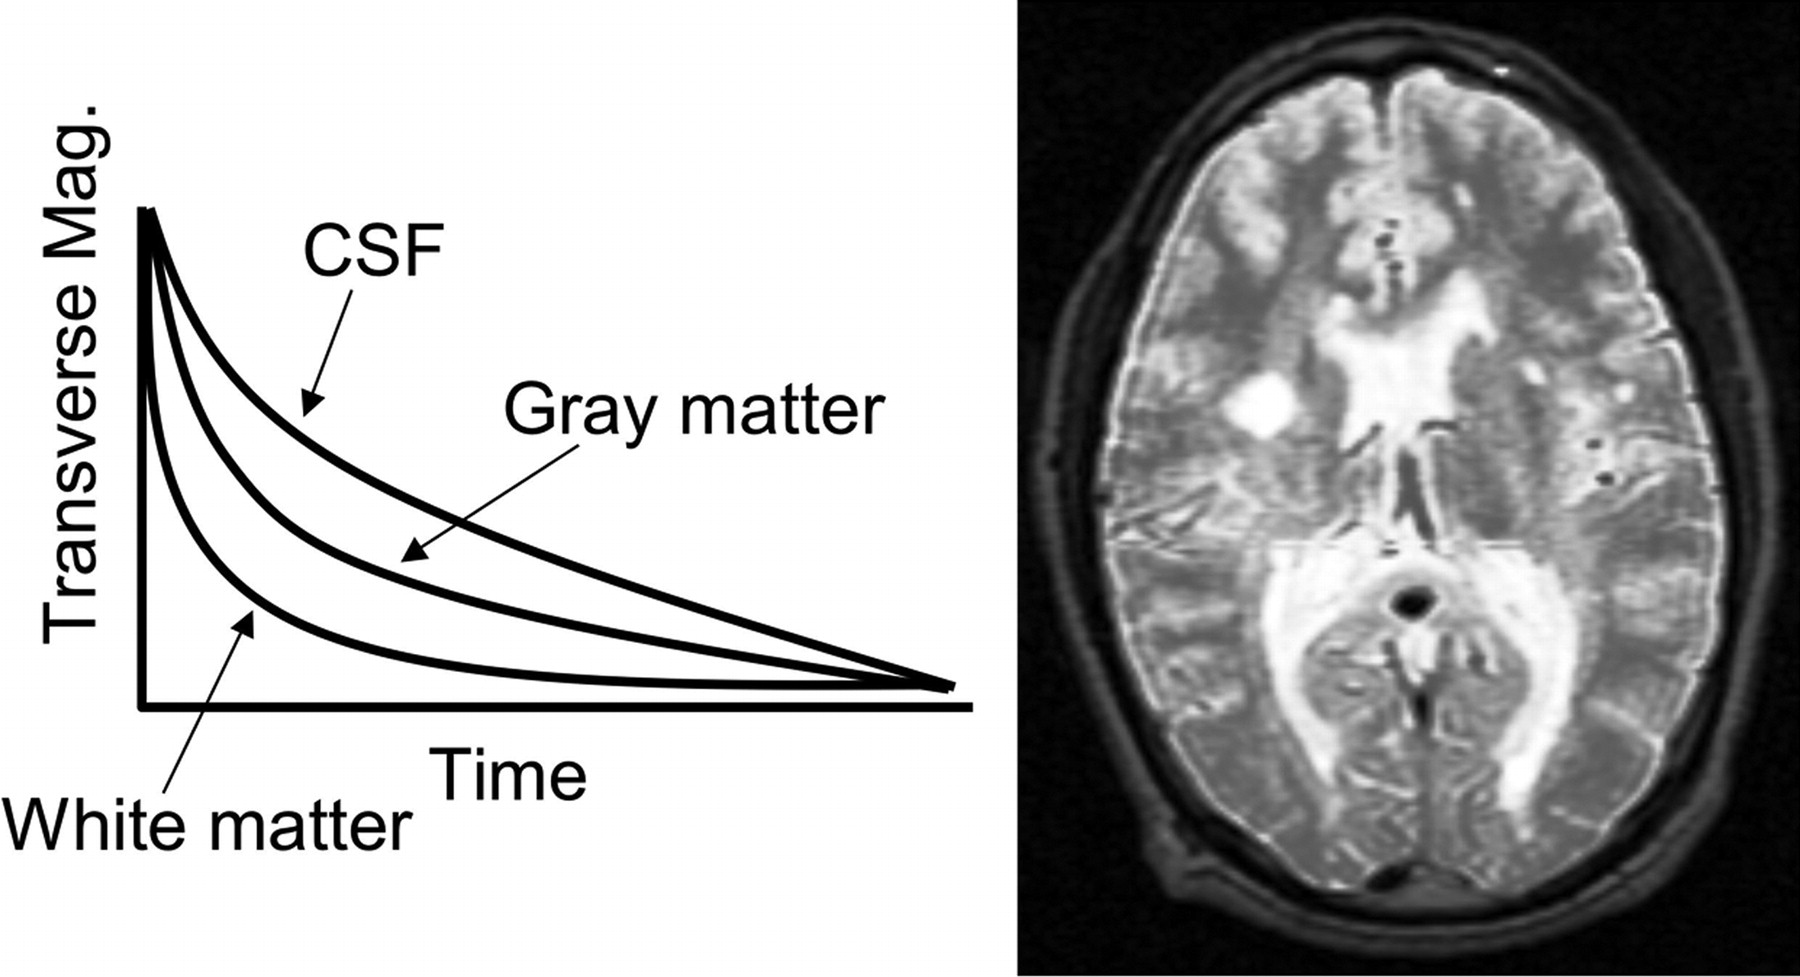 Transverse Mag.
CSF
Gray matter
Time
White matter